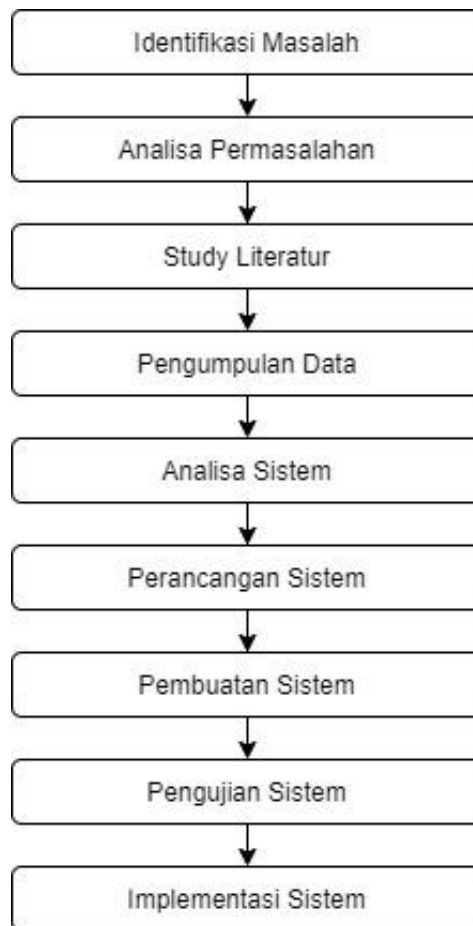 Identifikasi Masalah
Analisa Permasalahan
Study Literatur
Pengumpulan Data
Analisa Sistem
Perancangan Sistem
Pembuatan Sistem
Pengujian Sistem
Implementasi Sistem